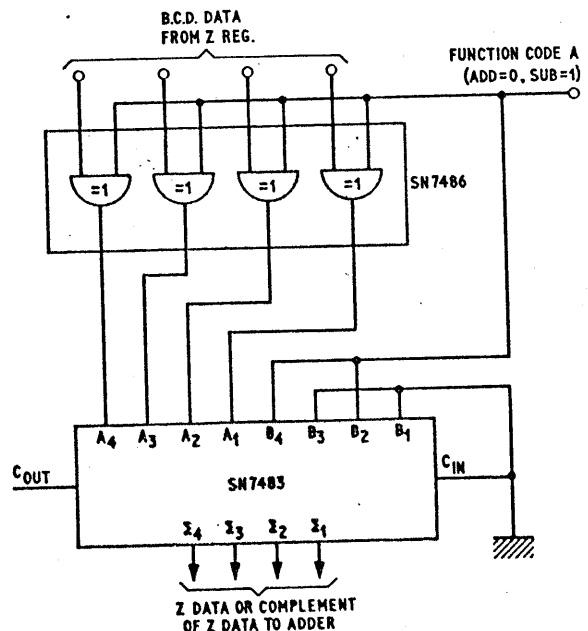 B.C.D. DATA
FROM Z REG.
FUNCTION CODE A
(ADD=0, SUB=1)
=1 =1 =1 =1
SN7486
A4 A3 A2 A1 B4 B3 B2 B1
COUT
CIN
SN7483
Σ4 Σ3 Σ2 Σ1
Z DATA OR COMPLEMENT
OF Z DATA TO ADDER